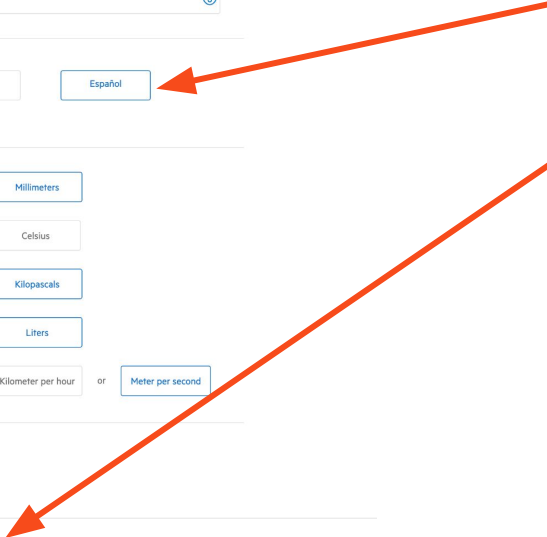 Español
Millimeters
Celsius
Kilopascals
Liters
Kilometer per hour or Meter per second